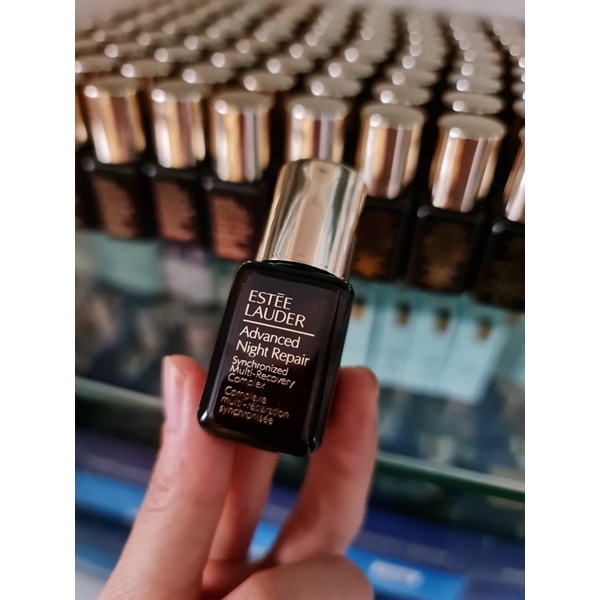 ESTĒE
LAUDER
Advanced
Night Repair
Synchronized
Multi-Recovery
Complex
Complexe
multi-réparation
synchronisée